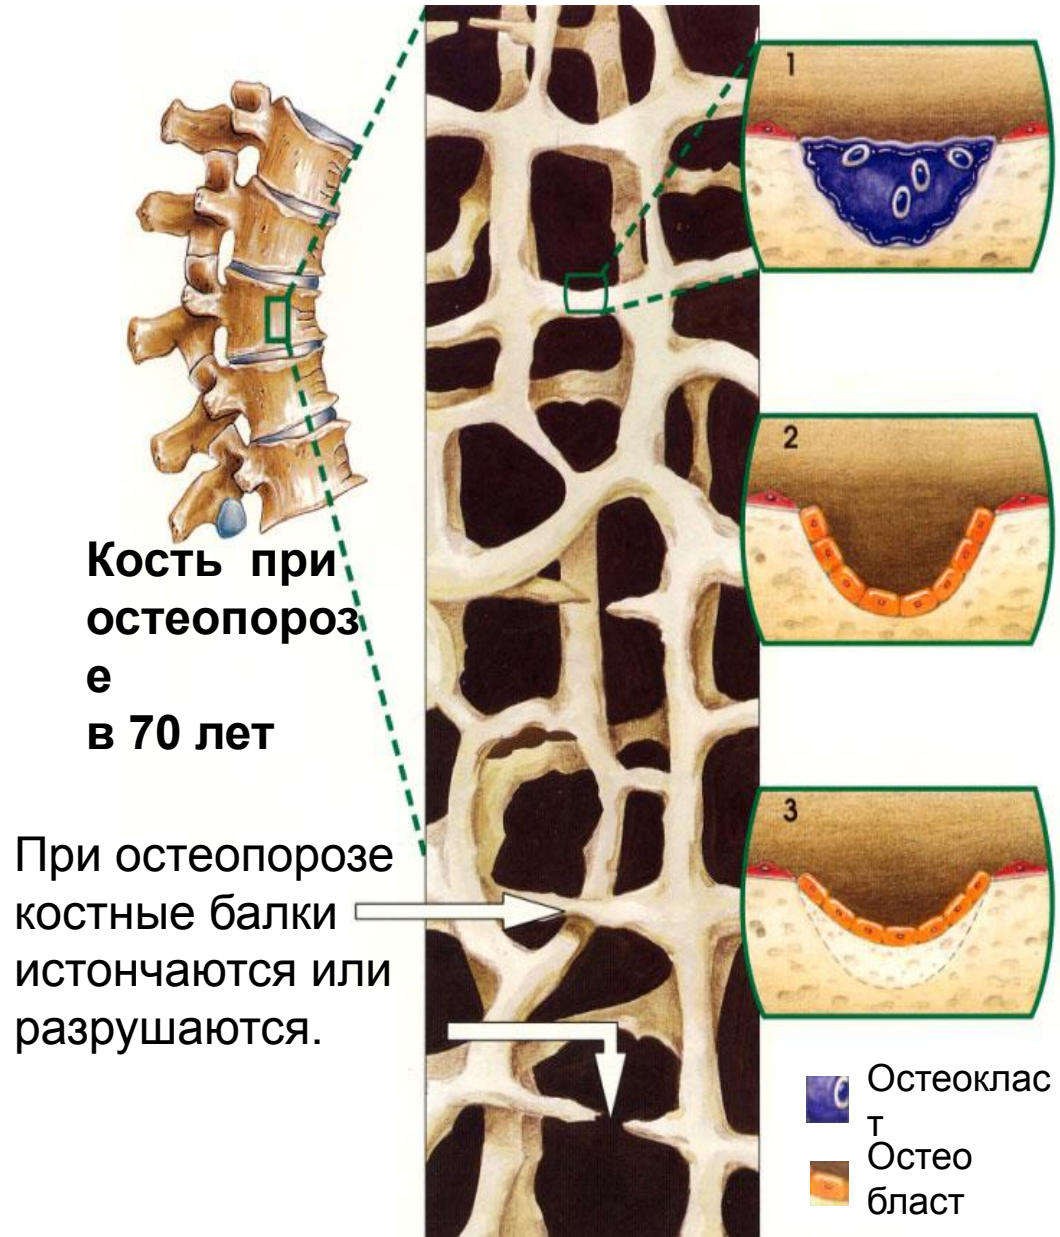 1
2
Кость при
остеопороз
е
в 70 лет
3
При остеопорозе
костные балки
истончаются или
разрушаются.
Остеоклас
т
Остео
бласт